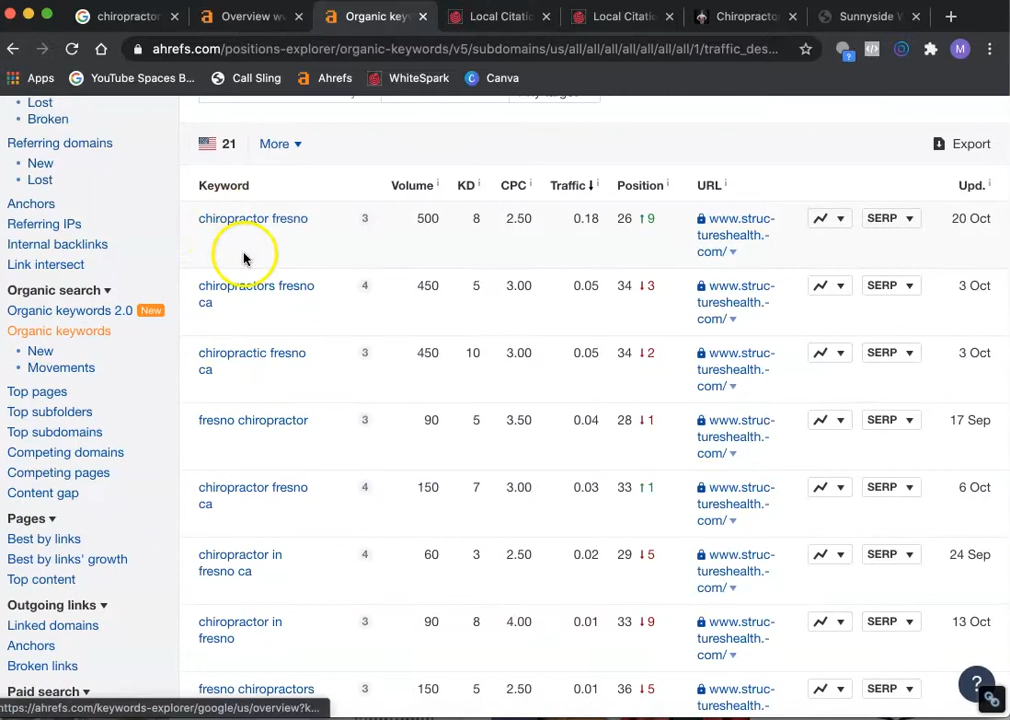 chiropractor
Overview w
Organic key
Local Citatio
Local Citatio
Chiropracto
Sunnyside W
ahrefs.com/positions-explorer/organic-keywords/v5/subdomains/us/all/all/all/all/all/all/1/traffic_des...
M
Apps YouTube Spaces B... Call Sling Ahrefs WhiteSpark Canva
Lost
Broken
Referring domains
New
Lost
Anchors
Referring IPs
Internal backlinks
Link intersect
Organic search
Organic keywords 2.0 New
Organic keywords
New
Movements
Top pages
Top subfolders
Top subdomains
Competing domains
Competing pages
Content gap
Pages
Best by links
Best by links' growth
Top content
Outgoing links
Linked domains
Anchors
Broken links
Paid search
21 More Export
Keyword Volume i KD i CPC i Traffic i Position i URL i Upd. i
chiropractor fresno 3 500 8 2.50 0.18 26 ↑9 www.struc-
tureshealth.-
com/ SERP 20 Oct
chiropractors fresno
ca 4 450 5 3.00 0.05 34 ↓3 www.struc-
tureshealth.-
com/ SERP 3 Oct
chiropractic fresno
ca 3 450 10 3.00 0.05 34 ↓2 www.struc-
tureshealth.-
com/ SERP 3 Oct
fresno chiropractor 3 90 5 3.50 0.04 28 ↓1 www.struc-
tureshealth.-
com/ SERP 17 Sep
chiropractor fresno
ca 4 150 7 3.00 0.03 33 ↑1 www.struc-
tureshealth.-
com/ SERP 6 Oct
chiropractor in
fresno ca 4 60 3 2.50 0.02 29 ↓5 www.struc-
tureshealth.-
com/ SERP 24 Sep
chiropractor in
fresno 3 90 8 4.00 0.01 33 ↓9 www.struc-
tureshealth.-
com/ SERP 13 Oct
fresno chiropractors 3 150 5 2.50 0.01 36 ↓5 www.struc- SERP 29 Sep
https://ahrefs.com/keywords-explorer/google/us/overview?k...
?